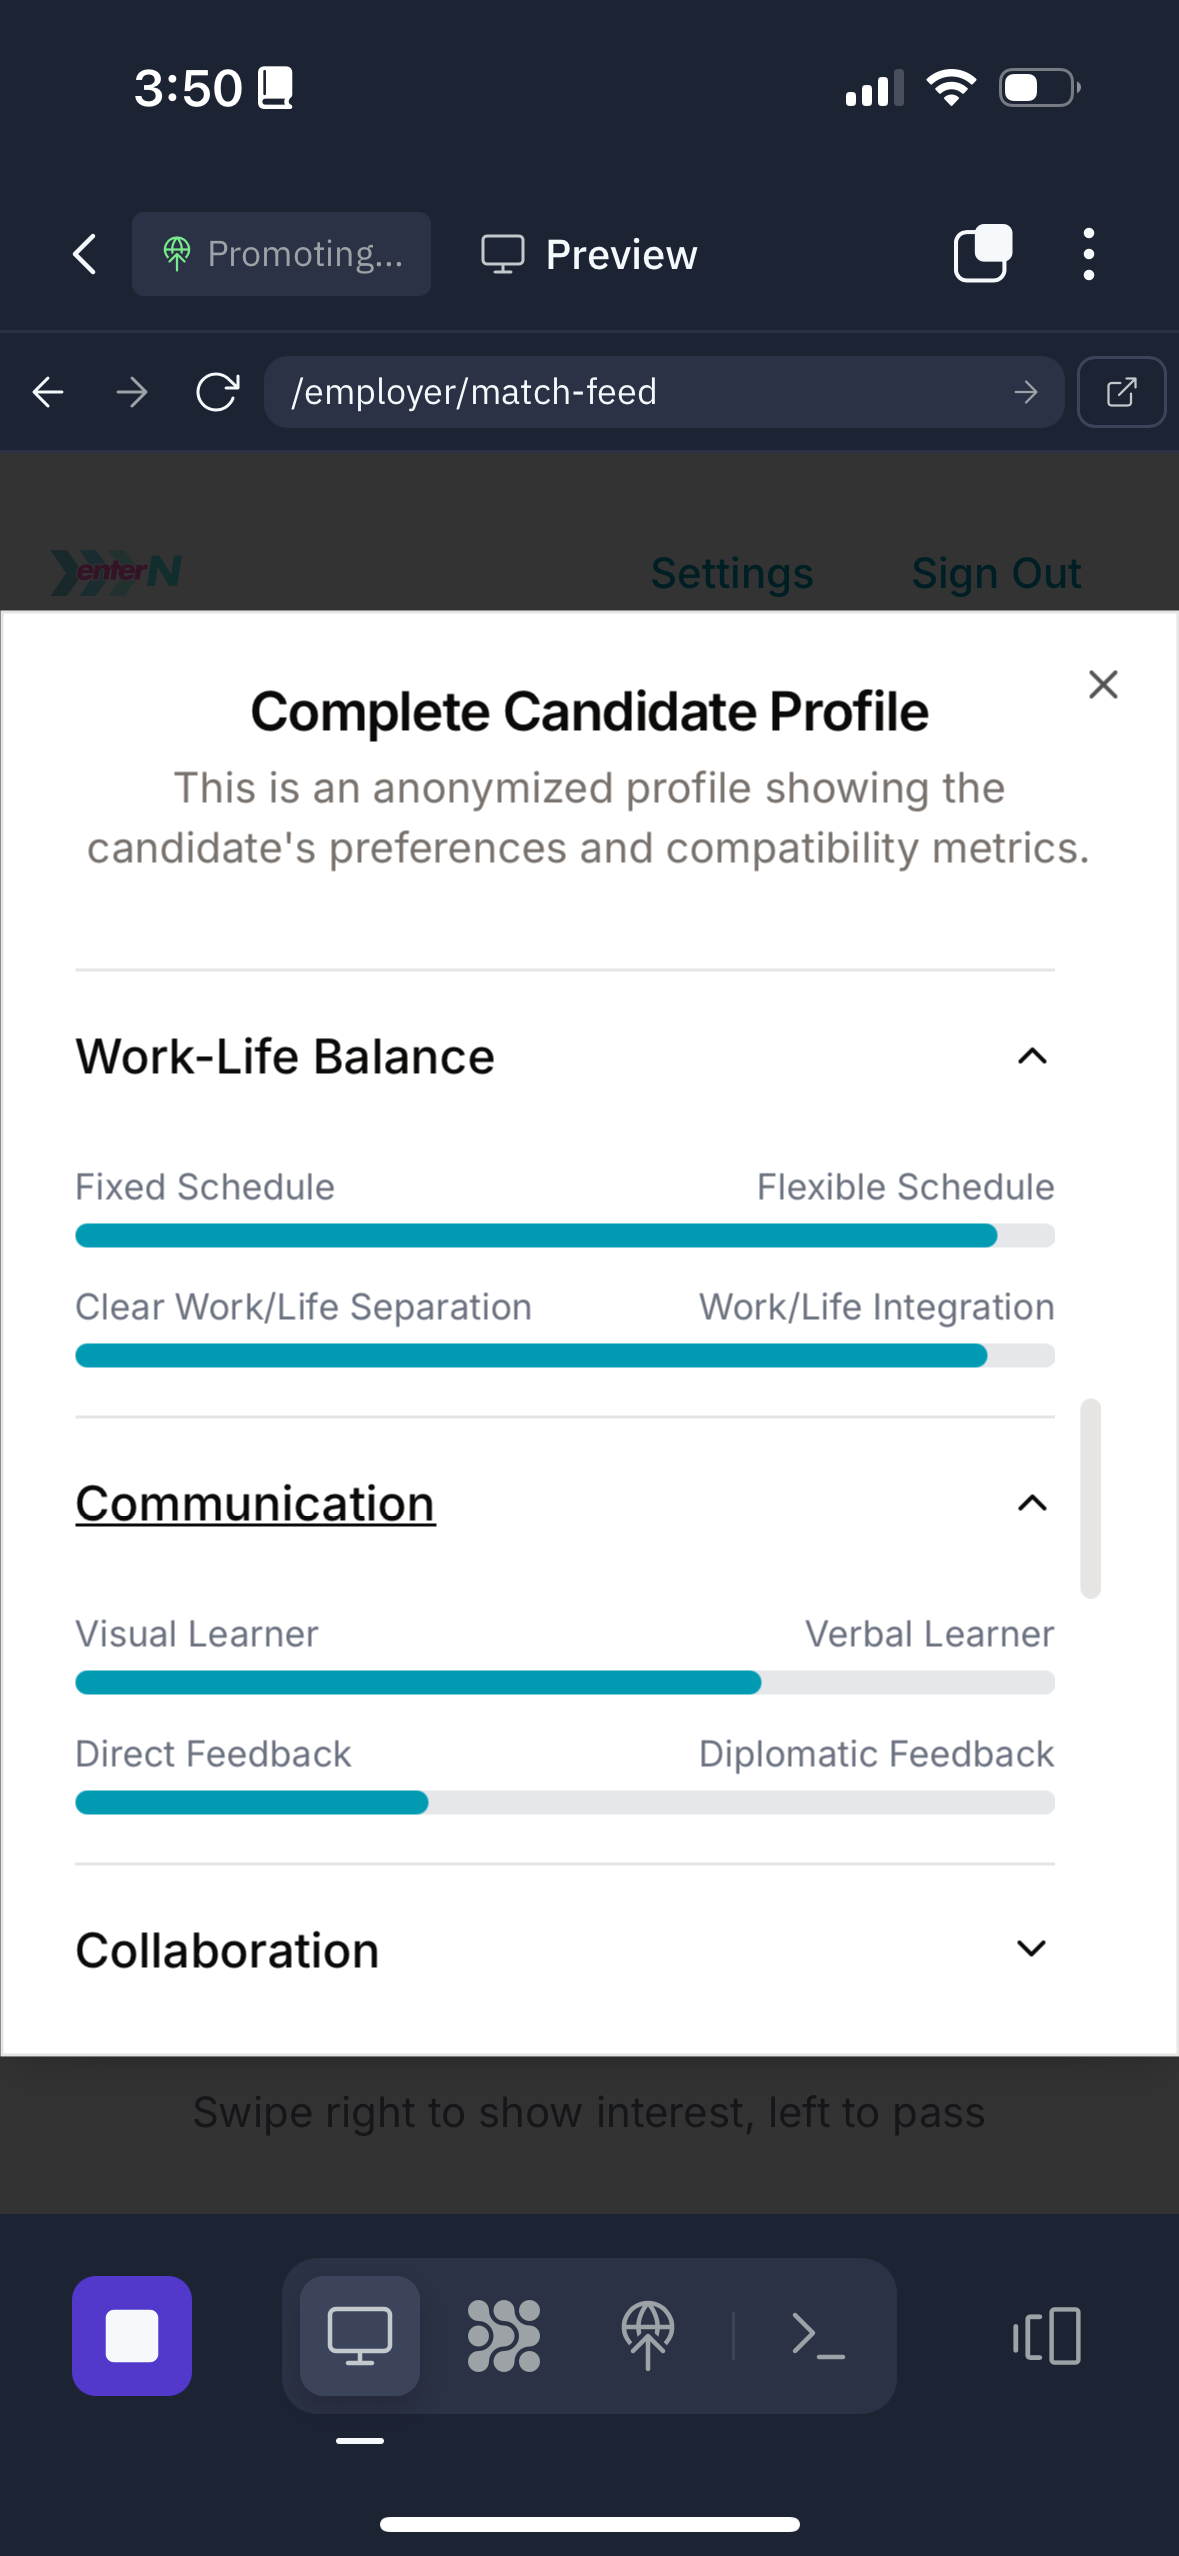 3:50
Promoting...
Preview
/employer/match-feed
enterN
Settings
Sign Out
Complete Candidate Profile
This is an anonymized profile showing the
candidate's preferences and compatibility metrics.
Work-Life Balance
Fixed Schedule
Flexible Schedule
Clear Work/Life Separation
Work/Life Integration
Communication
Visual Learner
Verbal Learner
Direct Feedback
Diplomatic Feedback
Collaboration
Swipe right to show interest, left to pass